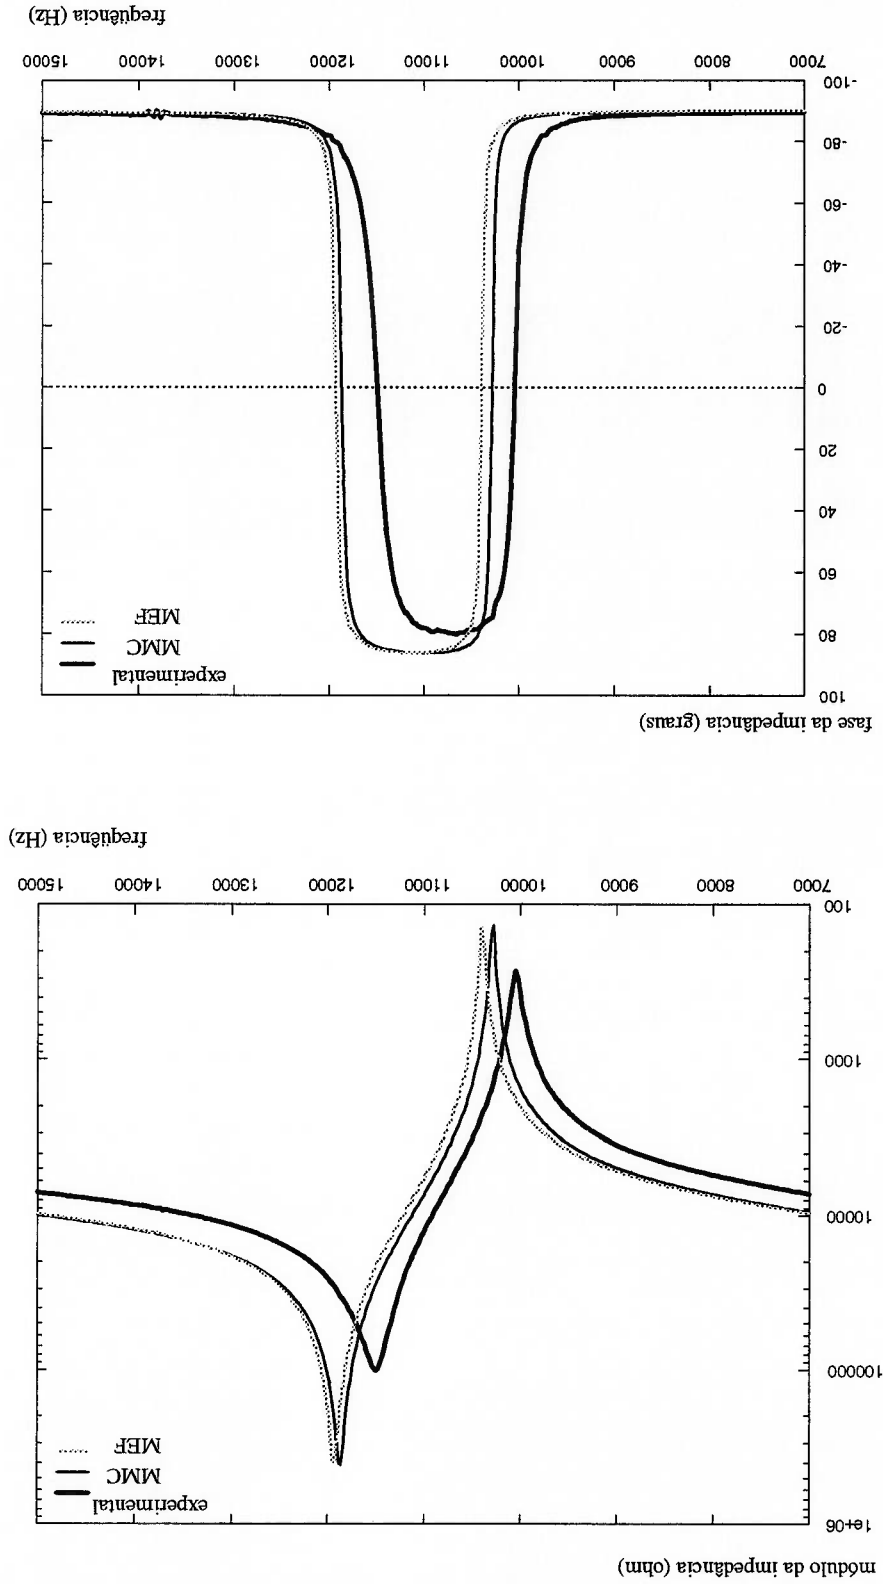 módulo da impedância (ohm)
1e+06
100000
10000
1000
100
experimental
MMC
MEF
7000 8000 9000 10000 11000 12000 13000 14000 15000
freqüência (Hz)
fase da impedância (graus)
100
80
60
40
20
0
-20
-40
-60
-80
-100
experimental
MMC
MEF
7000 8000 9000 10000 11000 12000 13000 14000 15000
freqüência (Hz)